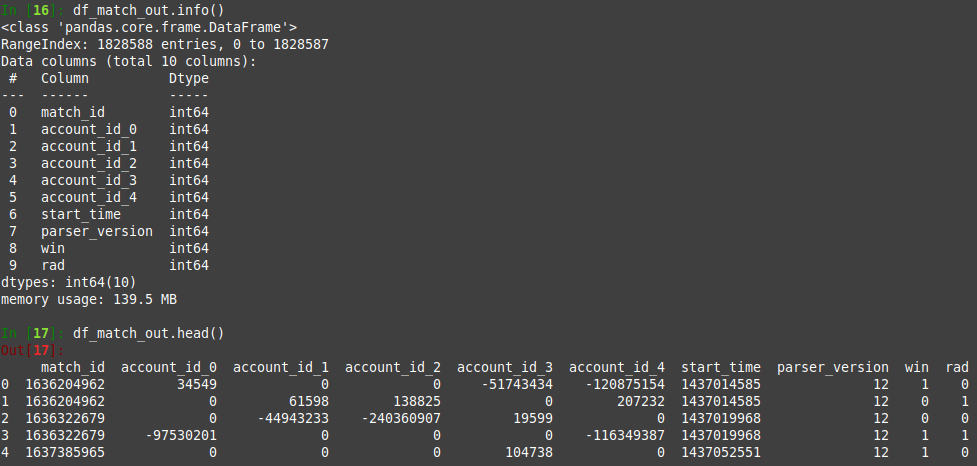 In [16]: df_match_out.info()
<class 'pandas.core.frame.DataFrame'>
RangeIndex: 1828588 entries, 0 to 1828587
Data columns (total 10 columns):
 #   Column          Dtype
---  ------          -----
 0   match_id        int64
 1   account_id_0    int64
 2   account_id_1    int64
 3   account_id_2    int64
 4   account_id_3    int64
 5   account_id_4    int64
 6   start_time      int64
 7   parser_version  int64
 8   win             int64
 9   rad             int64
dtypes: int64(10)
memory usage: 139.5 MB
In [17]: df_match_out.head()
Out[17]:
     match_id  account_id_0  account_id_1  account_id_2  account_id_3  account_id_4  start_time  parser_version  win  rad
0  1636204962         34549             0             0     -51743434    -120875154  1437014585              12    1    0
1  1636204962             0         61598        138825             0        207232  1437014585              12    0    1
2  1636322679             0     -44943233    -240360907         19599             0  1437019968              12    0    0
3  1636322679     -97530201             0             0             0    -116349387  1437019968              12    1    1
4  1637385965             0             0             0        104738             0  1437052551              12    1    0